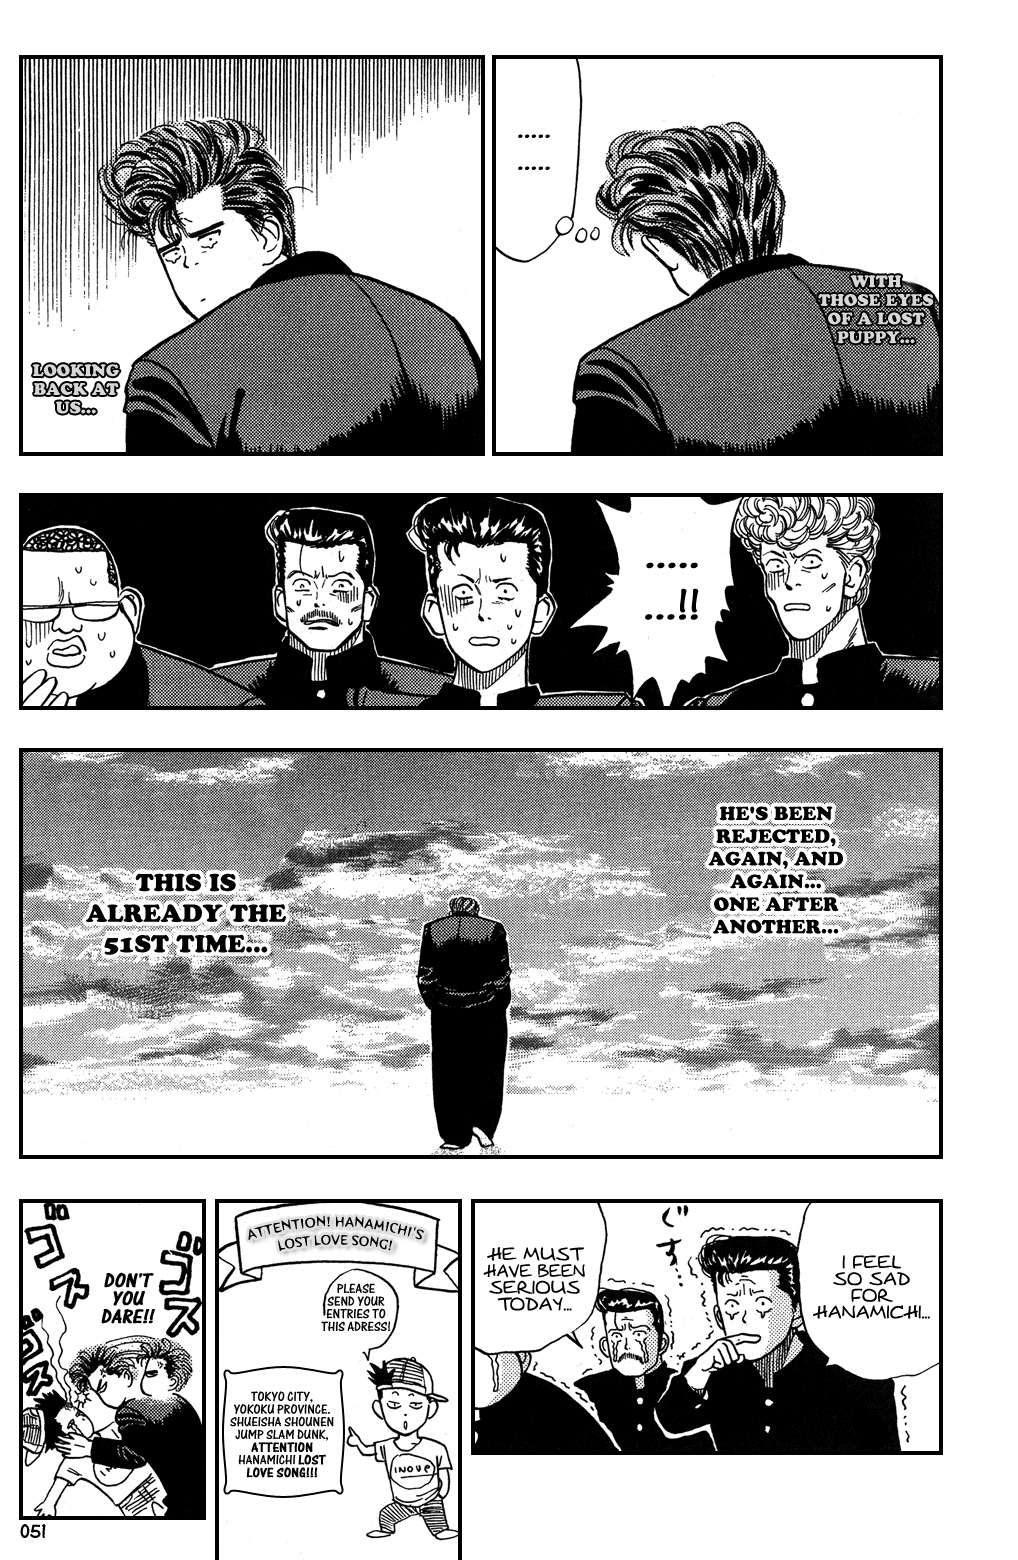 .....
.....
WITH
THOSE EYES
OF A LOST
PUPPY...
LOOKING
BACK AT
US...
.....
...!!
HE'S BEEN
REJECTED,
AGAIN, AND
AGAIN...
ONE AFTER
ANOTHER...
THIS IS
ALREADY THE
51ST TIME...
I FEEL
SO SAD
FOR
HANAMICHI...
ぐす...
HE MUST
HAVE BEEN
SERIOUS
TODAY...
ATTENTION! HANAMICHI'S
LOST LOVE SONG!
PLEASE
SEND YOUR
ENTRIES TO
THIS ADRESS!
TOKYO CITY,
YOKOKU PROVINCE.
SHUEISHA SHOUNEN
JUMP SLAM DUNK,
ATTENTION
HANAMICHI LOST
LOVE SONG!!!
INOUE
DON'T
YOU
DARE!!
ゴス
ゴス
ゴス
051